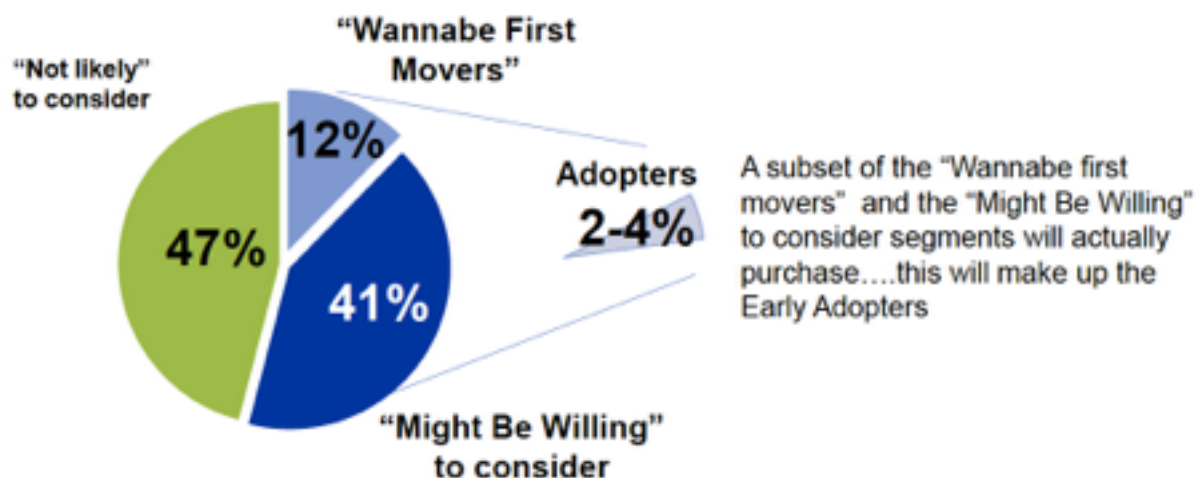 “Wannabe First
Movers”
“Not likely”
to consider
12%
47%
41%
Adopters
2-4%
A subset of the “Wannabe first
movers” and the “Might Be Willing”
to consider segments will actually
purchase....this will make up the
Early Adopters
“Might Be Willing”
to consider